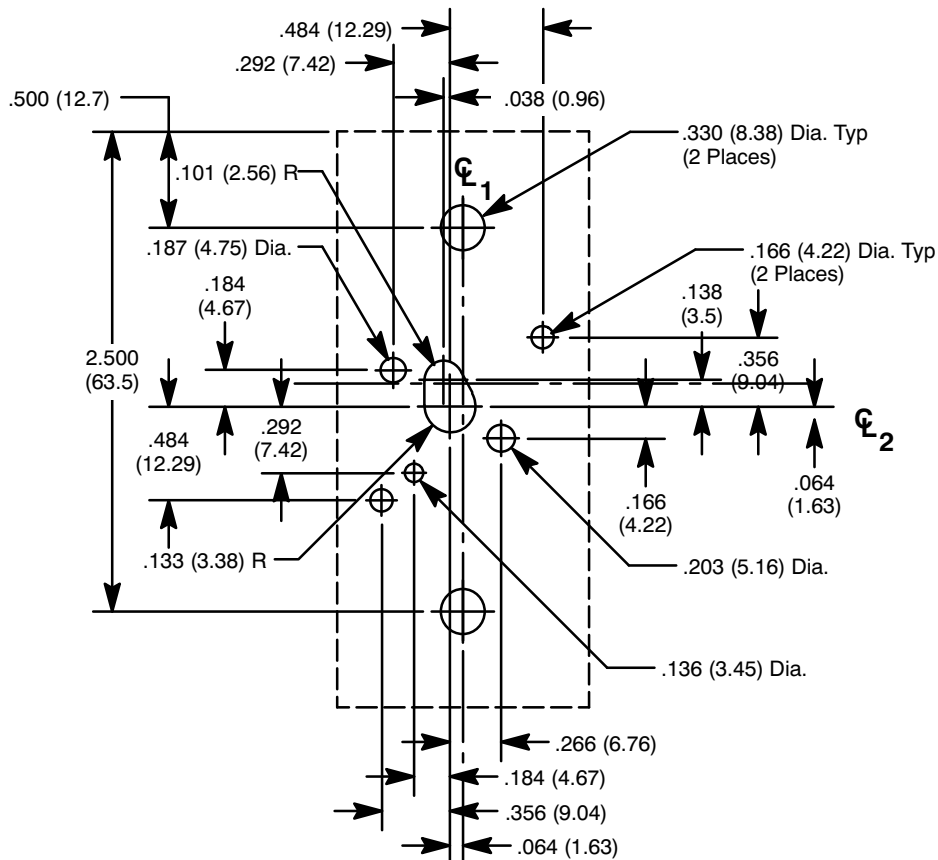 .484 (12.29)
.292 (7.42)
.500 (12.7)
.038 (0.96)
.330 (8.38) Dia. Typ
(2 Places)
.101 (2.56) R
℄1
.187 (4.75) Dia.
.166 (4.22) Dia. Typ
(2 Places)
.184
(4.67)
.138
(3.5)
2.500
(63.5)
.356
(9.04)
℄2
.484
(12.29)
.292
(7.42)
.064
(1.63)
.166
(4.22)
.133 (3.38) R
.203 (5.16) Dia.
.136 (3.45) Dia.
.266 (6.76)
.184 (4.67)
.356 (9.04)
.064 (1.63)